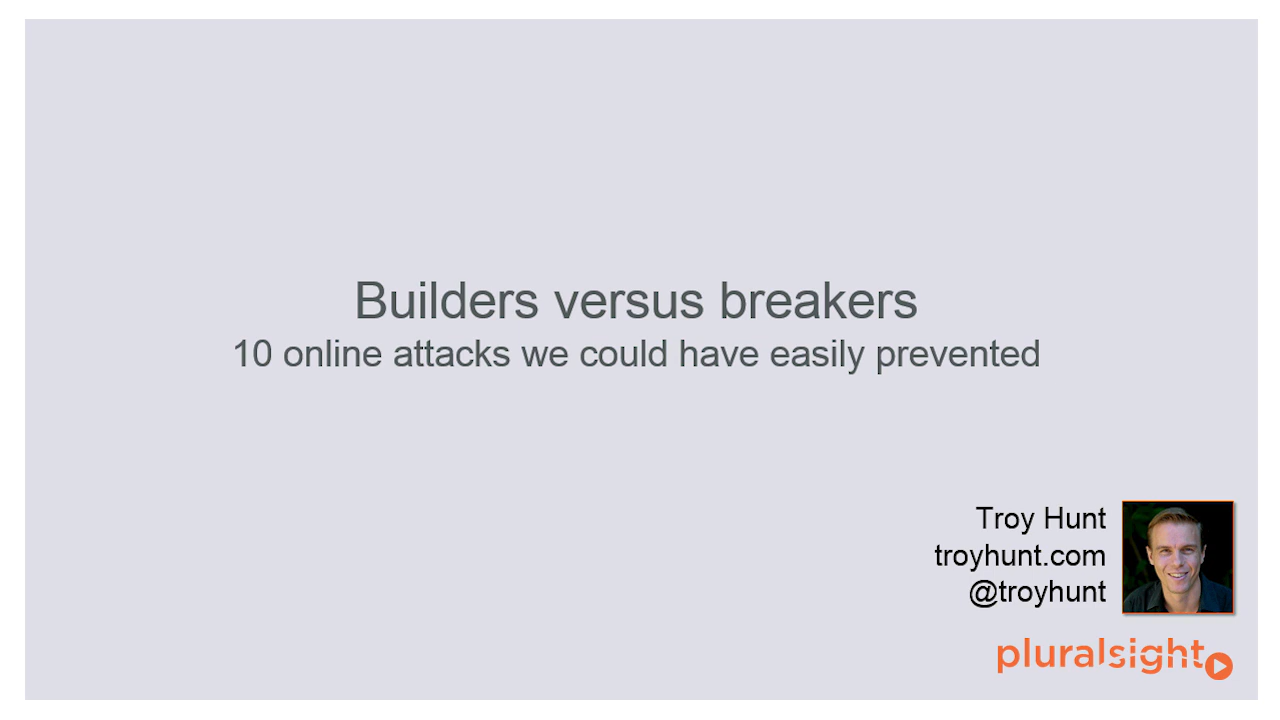 Builders versus breakers
10 online attacks we could have easily prevented
Troy Hunt
troyhunt.com
@troyhunt
pluralsight